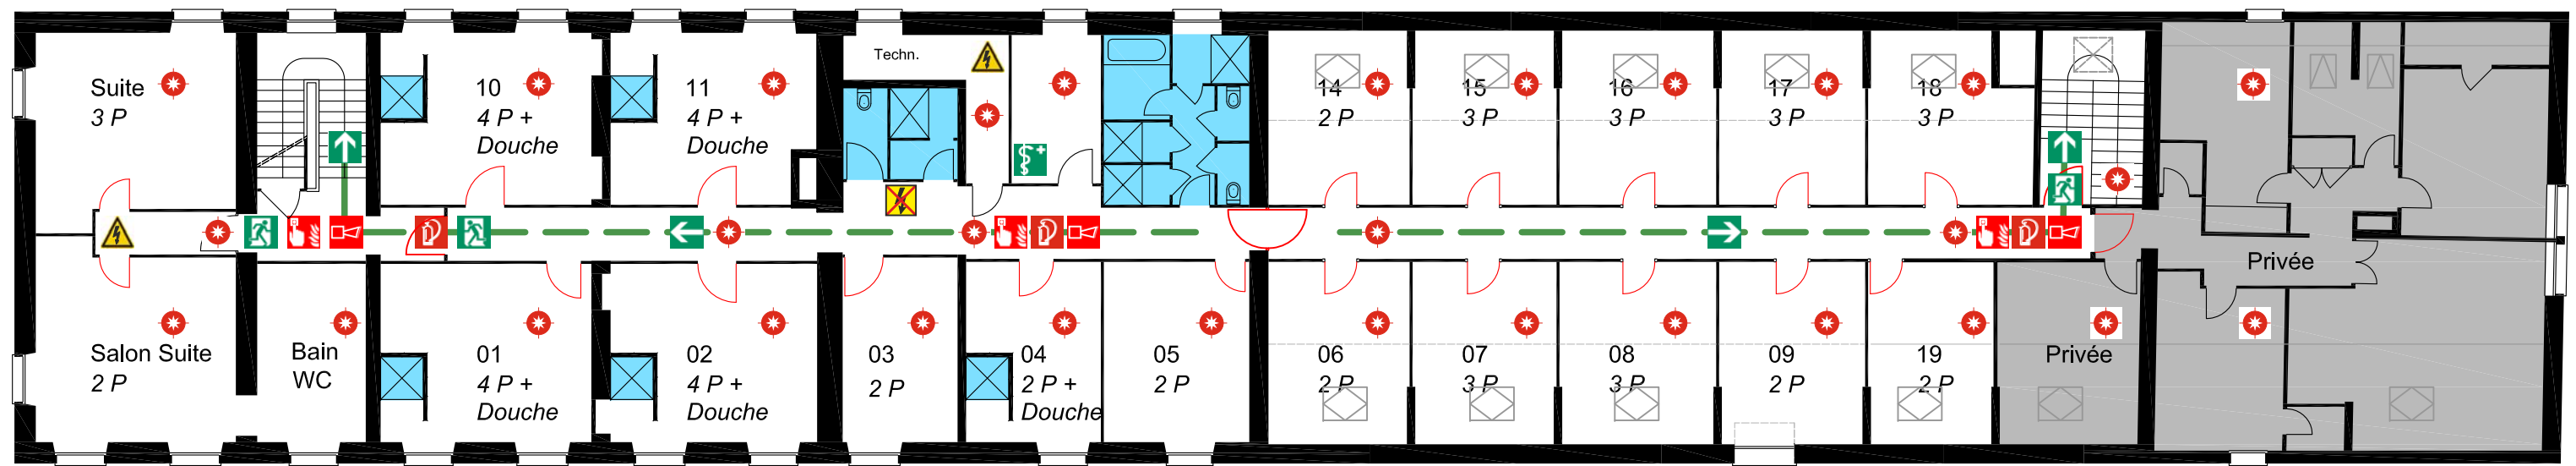 Suite
3 P
10
4 P +
Douche
11
4 P +
Douche
Techn.
14
2 P
15
3 P
16
3 P
17
3 P
18
3 P
Privée
Salon Suite
2 P
Bain
WC
01
4 P +
Douche
02
4 P +
Douche
03
2 P
04
2 P +
Douche
05
2 P
06
2 P
07
3 P
08
3 P
09
2 P
19
2 P
Privée